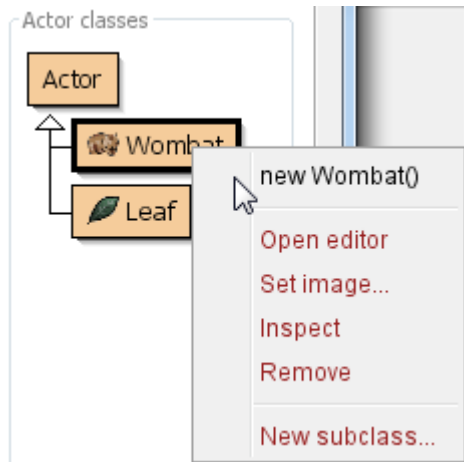 Actor classes
Actor
Wombat
new Wombat()
Leaf
Open editor
Set image...
Inspect
Remove
New subclass...